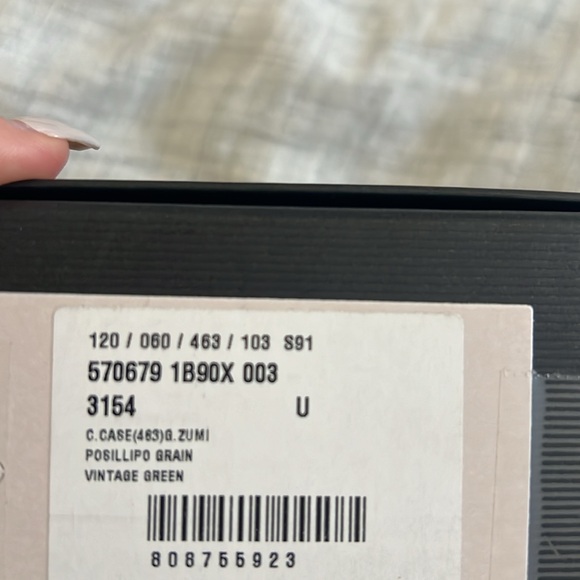 120 / 060 / 463 / 103 S91
570679 1B90X 003
3154 U
C.CASE(463)G.ZUMI
POSILLIPO GRAIN
VINTAGE GREEN
808755923